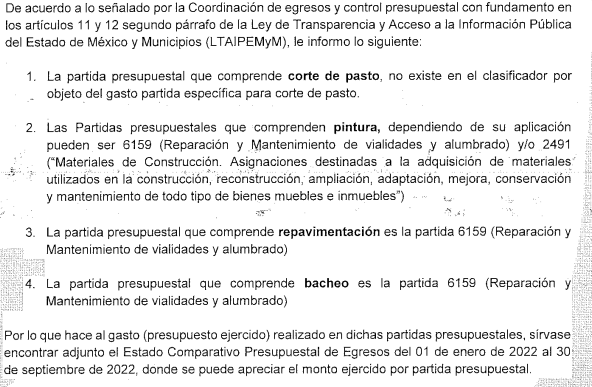 De acuerdo a lo señalado por la Coordinación de egresos y control presupuestal con fundamento en
los artículos 11 y 12 segundo párrafo de la Ley de Transparencia y Acceso a la Información Pública
del Estado de México y Municipios (LTAIPEMyM), le informo lo siguiente:
1. La partida presupuestal que comprende corte de pasto, no existe en el clasificador por
objeto del gasto partida específica para corte de pasto.
2. Las Partidas presupuestales que comprenden pintura, dependiendo de su aplicación
pueden ser 6159 (Reparación y Mantenimiento de vialidades y alumbrado) y/o 2491
("Materiales de Construcción. Asignaciones destinadas a la adquisición de materiales
utilizados en la construcción, reconstrucción, ampliación, adaptación, mejora, conservación
y mantenimiento de todo tipo de bienes muebles e inmuebles")
3. La partida presupuestal que comprende repavimentación es la partida 6159 (Reparación y
Mantenimiento de vialidades y alumbrado)
4. La partida presupuestal que comprende bacheo es la partida 6159 (Reparación y
Mantenimiento de vialidades y alumbrado)
Por lo que hace al gasto (presupuesto ejercido) realizado en dichas partidas presupuestales, sírvase
encontrar adjunto el Estado Comparativo Presupuestal de Egresos del 01 de enero de 2022 al 30
de septiembre de 2022, donde se puede apreciar el monto ejercido por partida presupuestal.